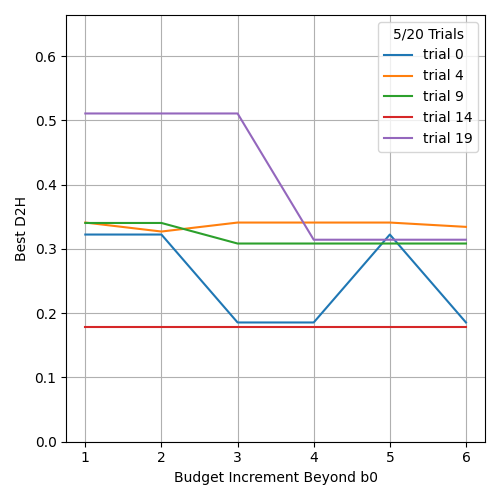 5/20 Trials
trial 0
trial 4
trial 9
trial 14
trial 19
Best D2H
0.6
0.5
0.4
0.3
0.2
0.1
0.0
1 2 3 4 5 6
Budget Increment Beyond b0